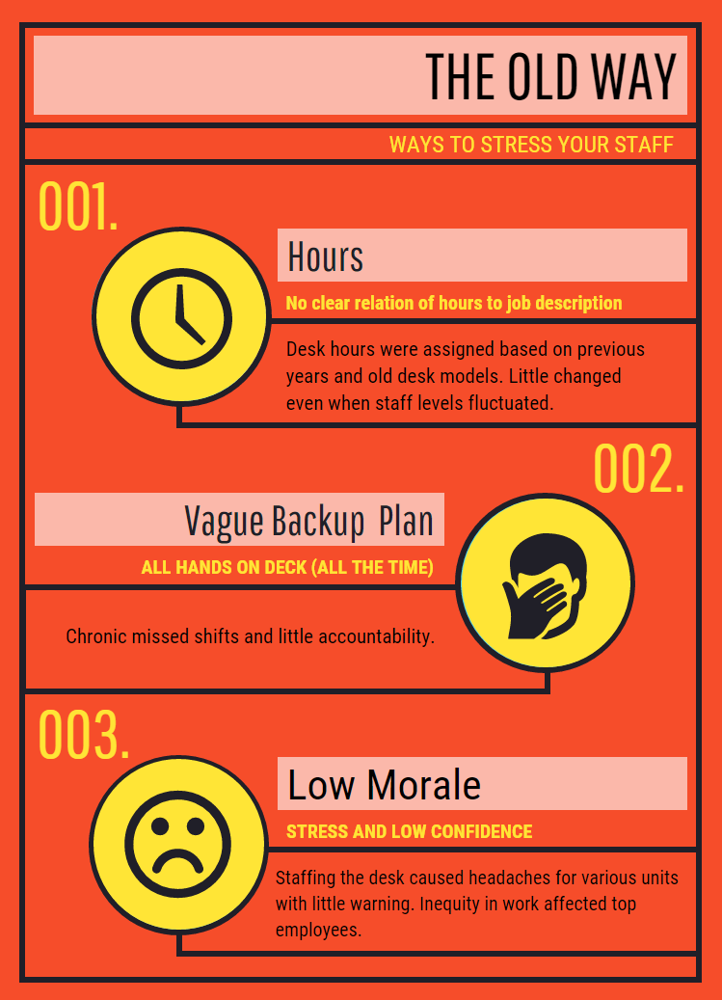 THE OLD WAY
WAYS TO STRESS YOUR STAFF
001.
Hours
No clear relation of hours to job description
Desk hours were assigned based on previous
years and old desk models. Little changed
even when staff levels fluctuated.
002.
Vague Backup Plan
ALL HANDS ON DECK (ALL THE TIME)
Chronic missed shifts and little accountability.
003.
Low Morale
STRESS AND LOW CONFIDENCE
Staffing the desk caused headaches for various units
with little warning. Inequity in work affected top
employees.